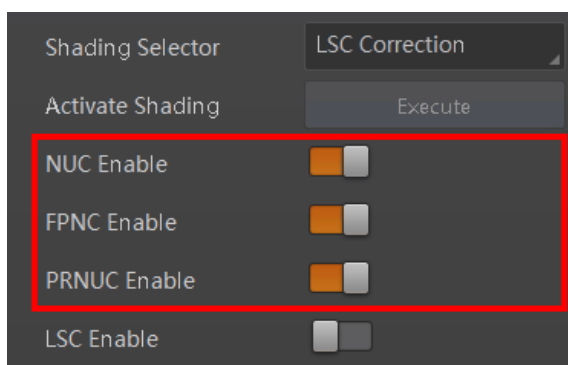 Shading Selector LSC Correction
Activate Shading Execute
NUC Enable
FPNC Enable
PRNUC Enable
LSC Enable